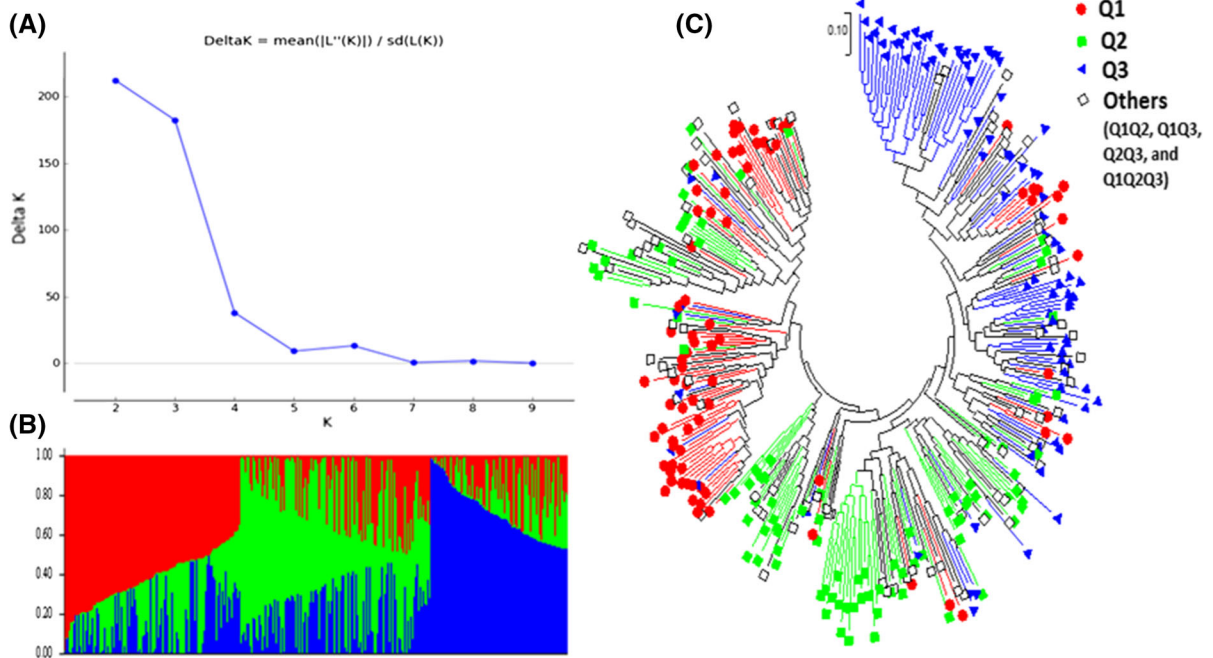 (A)
DeltaK = mean(|L''(K)|) / sd(L(K))
Delta K
200
150
100
50
0
2 3 4 5 6 7 8 9
K
(B)
1.00
0.80
0.60
0.40
0.20
0.00
(C)
0.10
Q1
Q2
Q3
Others
(Q1Q2, Q1Q3,
Q2Q3, and
Q1Q2Q3)